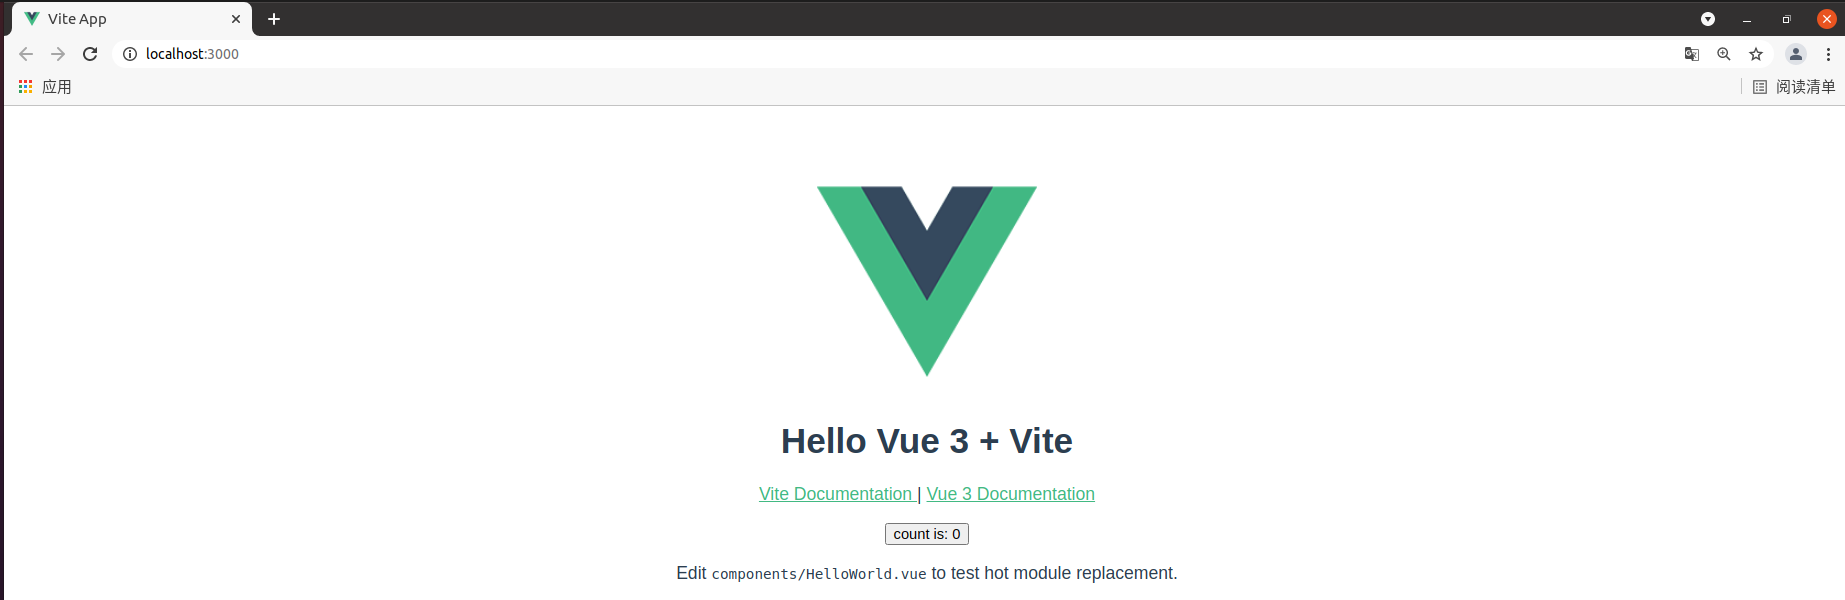 Vite App
localhost:3000
应用
阅读清单
Hello Vue 3 + Vite
Vite Documentation | Vue 3 Documentation
count is: 0
Edit components/HelloWorld.vue to test hot module replacement.